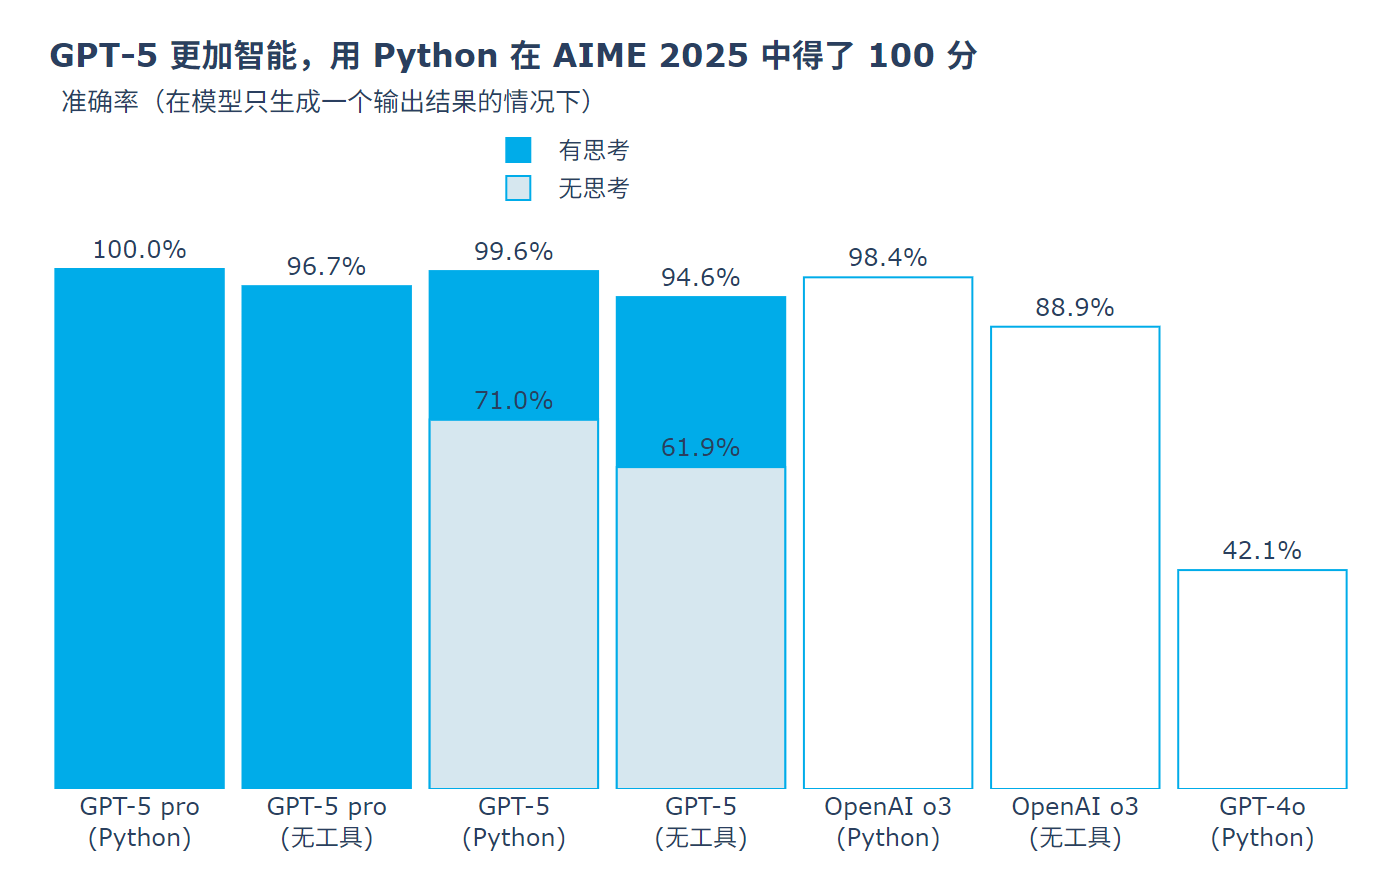 GPT-5 更加智能，用 Python 在 AIME 2025 中得了 100 分
准确率（在模型只生成一个输出结果的情况下）
有思考
无思考
100.0%
96.7%
99.6%
94.6%
98.4%
88.9%
71.0%
61.9%
42.1%
GPT-5 pro
(Python)
GPT-5 pro
(无工具)
GPT-5
(Python)
GPT-5
(无工具)
OpenAI o3
(Python)
OpenAI o3
(无工具)
GPT-4o
(Python)